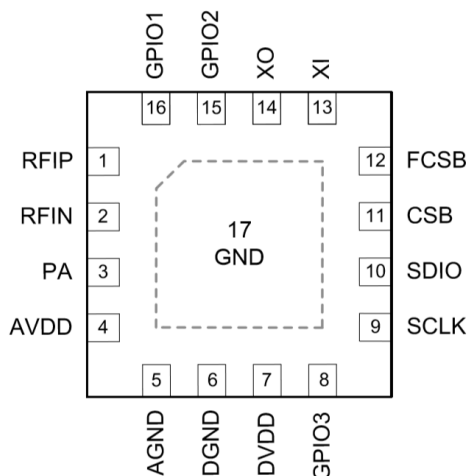 GPIO1
GPIO2
XO
XI
16
15
14
13
RFIP 1
12 FCSB
RFIN 2
11 CSB
17
GND
PA 3
10 SDIO
AVDD 4
9 SCLK
5
6
7
8
AGND
DGND
DVDD
GPIO3